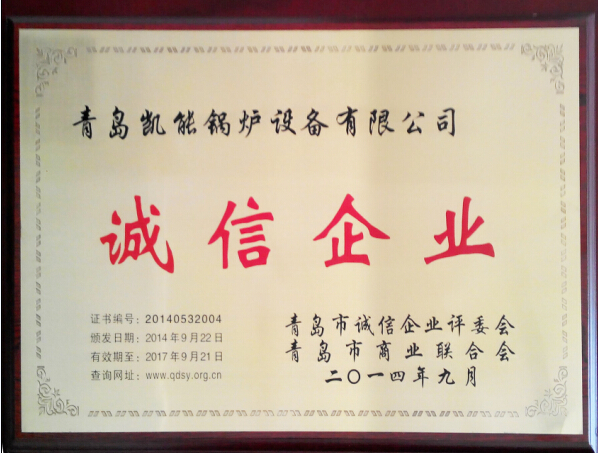 青岛凯能锅炉设备有限公司
诚信企业
证书编号：20140532004
颁发日期：2014年9月22日
有效期至：2017年9月21日
查询网址：www.qdsy.org.cn
青岛市诚信企业评委会
青岛市商业联合会
二〇一四年九月